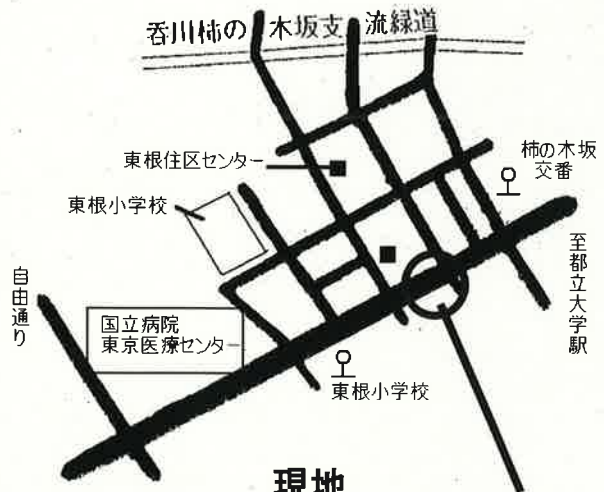 呑川柿の木坂支流緑道
東根住区センター
柿の木坂
交番
東根小学校
自由通り
至都立大学駅
国立病院
東京医療センター
東根小学校
現地